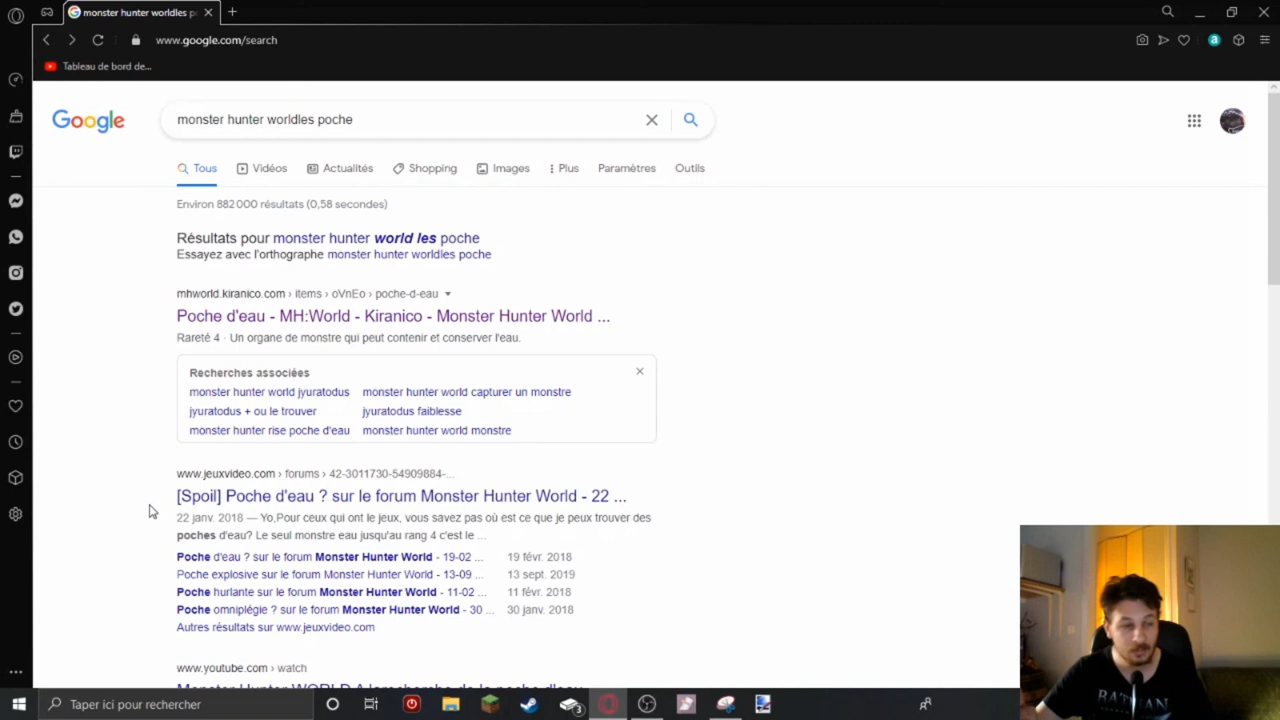 monster hunter worldles p
Tableau de bord de...
www.google.com/search
Google
monster hunter worldles poche
Tous
Vidéos
Actualités
Shopping
Images
Plus
Paramètres
Outils
Environ 882 000 résultats (0,58 secondes)
Résultats pour monster hunter world les poche
Essayez avec l'orthographe monster hunter worldles poche
mhworld.kiranico.com › items › oVnEo › poche-d-eau
Poche d'eau - MH:World - Kiranico - Monster Hunter World ...
Rareté 4 · Un organe de monstre qui peut contenir et conserver l'eau.
Recherches associées
monster hunter world jyuratodus
monster hunter world capturer un monstre
jyuratodus + ou le trouver
jyuratodus faiblesse
monster hunter rise poche d'eau
monster hunter world monstre
www.jeuxvideo.com › forums › 42-3011730-54909884-...
[Spoil] Poche d'eau ? sur le forum Monster Hunter World - 22 ...
22 janv. 2018 — Yo,Pour ceux qui ont le jeux, vous savez pas où est ce que je peux trouver des
poches d'eau? Le seul monstre eau jusqu'au rang 4 c'est le ...
Poche d'eau ? sur le forum Monster Hunter World - 19-02 ... 19 févr. 2018
Poche explosive sur le forum Monster Hunter World - 13-09 ... 13 sept. 2019
Poche hurlante sur le forum Monster Hunter World - 11-02 ... 11 févr. 2018
Poche omniplégie ? sur le forum Monster Hunter World - 30 ... 30 janv. 2018
Autres résultats sur www.jeuxvideo.com
www.youtube.com › watch
Monster Hunter WORLD A la recherche de la poche d'eau
Taper ici pour rechercher
3